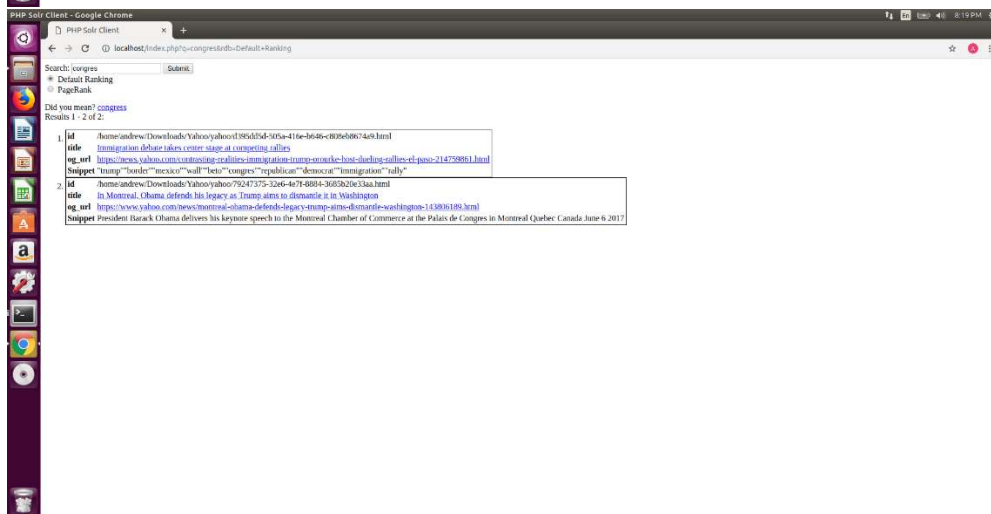 PHP Solr Client - Google Chrome
En
8:19 PM
PHP Solr Client
localhost/index.php?q=congres&rdb=Default+Ranking
Search: congres Submit
Default Ranking
PageRank
Did you mean? congress
Results 1 - 2 of 2:
1. id /home/andrew/Downloads/Yahoo/yahoo/d395dd5d-505a-416e-b646-c808eb8674a9.html
title Immigration debate takes center stage at competing rallies
og_url https://news.yahoo.com/contrasting-realities-immigration-trump-orourke-host-dueling-rallies-el-paso-214759861.html
Snippet "trump""border""mexico""wall""beto""congres""republican""democrat""immigration""rally"
2. id /home/andrew/Downloads/Yahoo/yahoo/79247375-32e6-4e7f-8884-3685b20e33aa.html
title In Montreal, Obama defends his legacy as Trump aims to dismantle it in Washington
og_url https://www.yahoo.com/news/montreal-obama-defends-legacy-trump-aims-dismantle-washington-143806189.html
Snippet President Barack Obama delivers his keynote speech to the Montreal Chamber of Commerce at the Palais de Congres in Montreal Quebec Canada June 6 2017